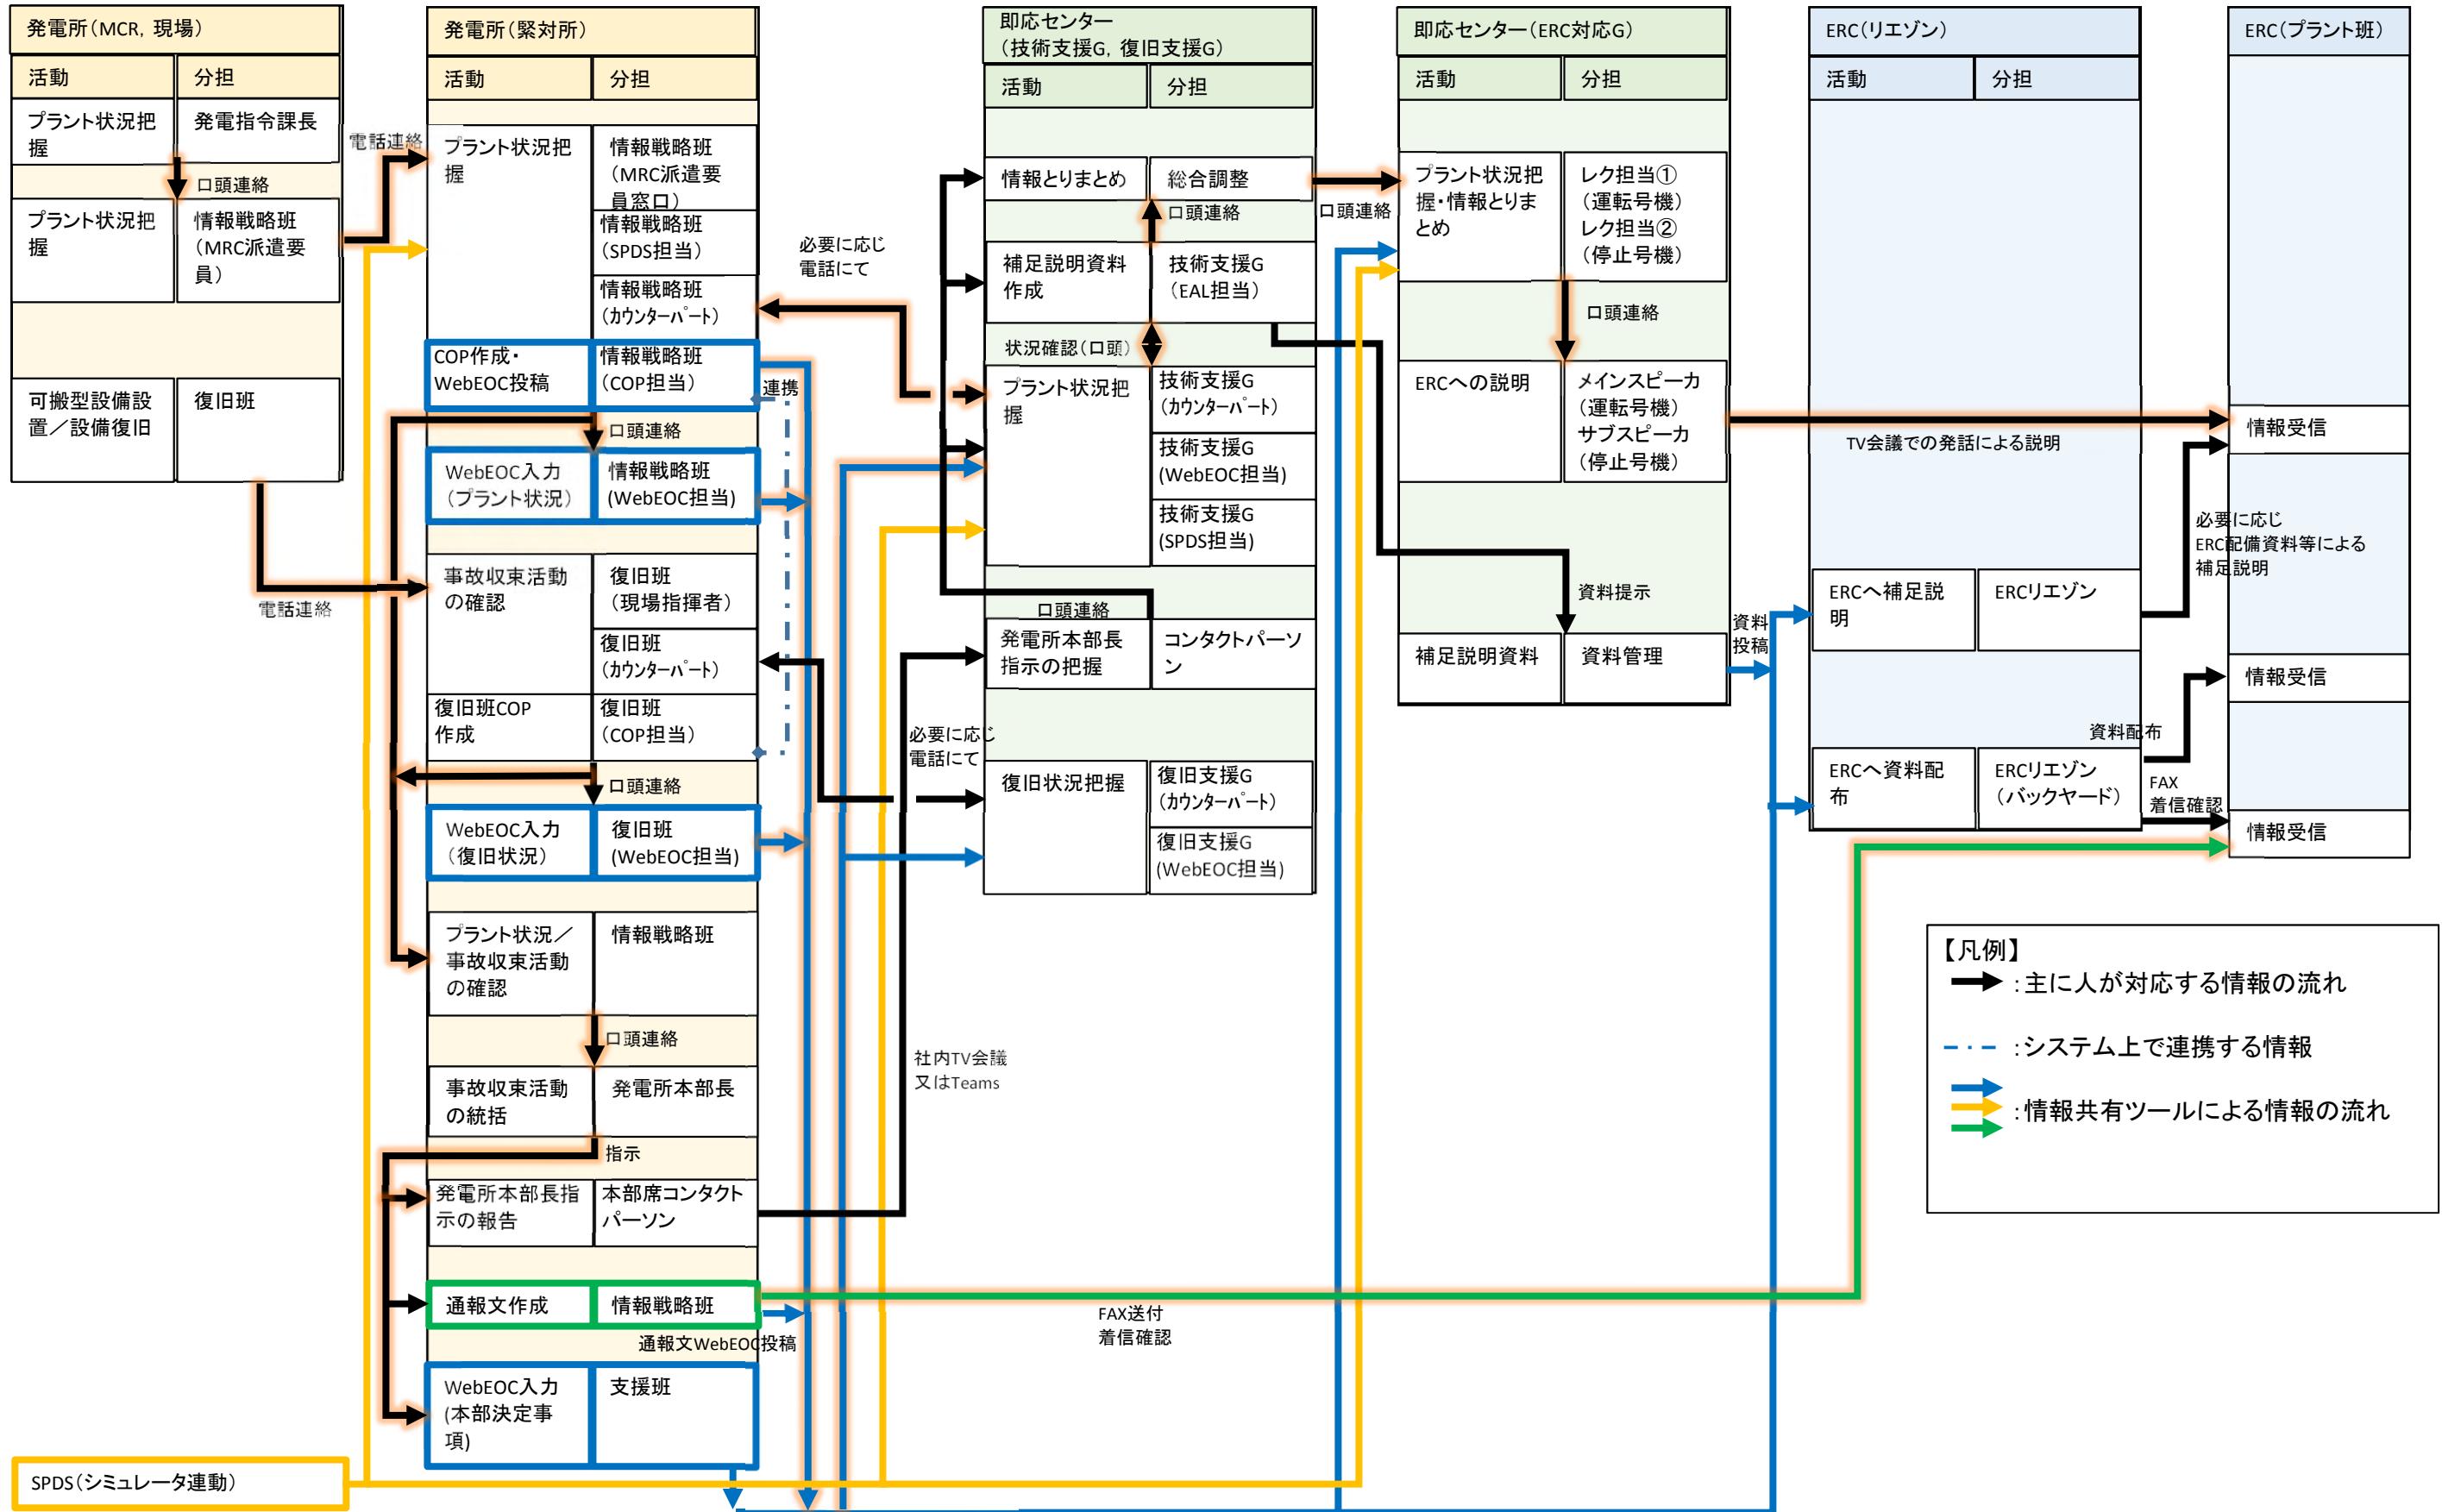 発電所（MCR，現場）
活動
分担
プラント状況把
握
発電指令課長
口頭連絡
プラント状況把
握
情報戦略班
（MRC派遣要
員）
可搬型設備設
置／設備復旧
復旧班
電話連絡
電話連絡
SPDS（シミュレータ連動）
発電所（緊対所）
活動
分担
プラント状況把
握
情報戦略班
（MRC派遣要
員窓口）
情報戦略班
（SPDS担当）
情報戦略班
（カウンターパート）
COP作成・
WebEOC投稿
情報戦略班
（COP担当）
連携
口頭連絡
WebEOC入力
（プラント状況）
情報戦略班
(WebEOC担当)
事故収束活動
の確認
復旧班
（現場指揮者）
復旧班
（カウンターパート）
復旧班COP
作成
復旧班
（COP担当）
口頭連絡
WebEOC入力
（復旧状況）
復旧班
(WebEOC担当)
プラント状況／
事故収束活動
の確認
情報戦略班
口頭連絡
事故収束活動
の統括
発電所本部長
指示
発電所本部長指
示の報告
本部席コンタクト
パーソン
通報文作成
情報戦略班
通報文WebEOC投稿
WebEOC入力
(本部決定事
項)
支援班
必要に応じ
電話にて
必要に応じ
電話にて
社内TV会議
又はTeams
FAX送付
着信確認
即応センター
（技術支援G，復旧支援G）
活動
分担
情報とりまとめ
総合調整
口頭連絡
補足説明資料
作成
技術支援G
（EAL担当）
状況確認（口頭）
プラント状況把
握
技術支援G
（カウンターパート）
技術支援G
(WebEOC担当)
技術支援G
(SPDS担当)
口頭連絡
発電所本部長
指示の把握
コンタクトパーソ
ン
復旧状況把握
復旧支援G
（カウンターパート）
復旧支援G
(WebEOC担当)
口頭連絡
即応センター（ERC対応G）
活動
分担
プラント状況把
握・情報とりま
とめ
レク担当①
（運転号機）
レク担当②
（停止号機）
口頭連絡
ERCへの説明
メインスピーカ
（運転号機）
サブスピーカ
（停止号機）
資料提示
補足説明資料
資料管理
資料
投稿
ERC（リエゾン）
活動
分担
TV会議での発話による説明
ERCへ補足説
明
ERCリエゾン
ERCへ資料配
布
ERCリエゾン
（バックヤード）
必要に応じ
ERC配備資料等による
補足説明
資料配布
FAX
着信確認
ERC（プラント班）
情報受信
情報受信
情報受信
【凡例】
：主に人が対応する情報の流れ
：システム上で連携する情報
：情報共有ツールによる情報の流れ